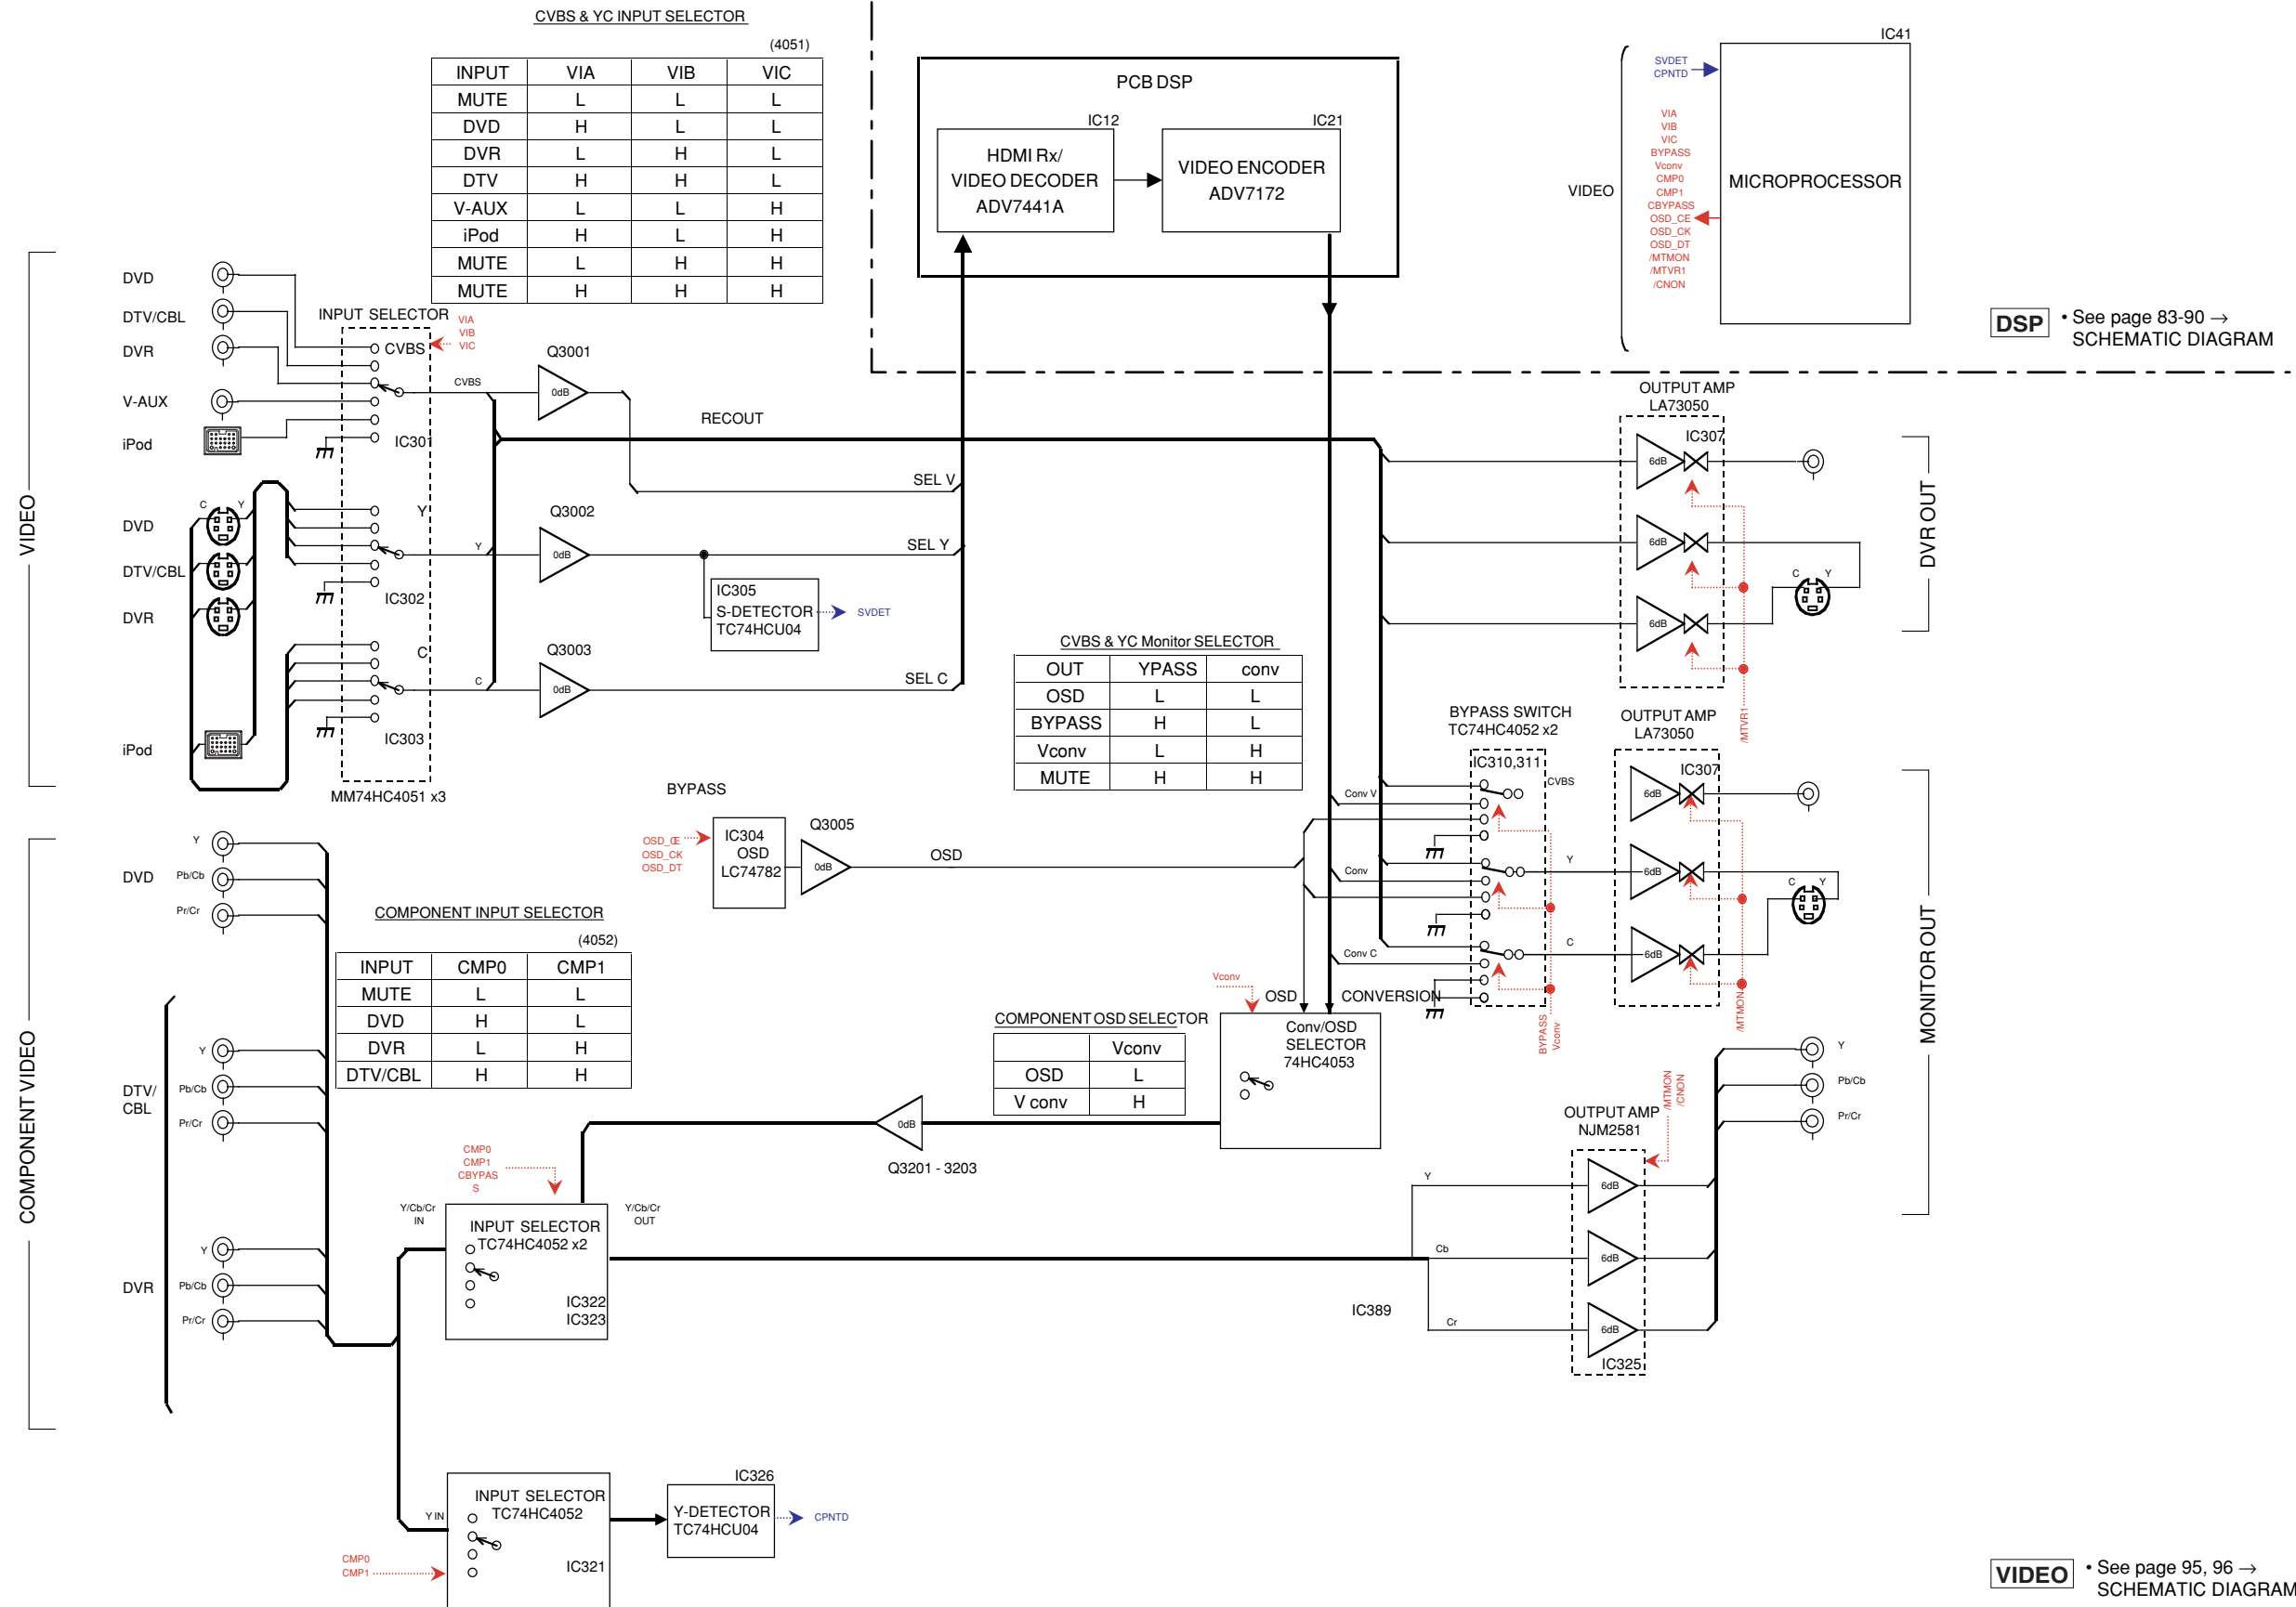 CVBS & YC INPUT SELECTOR
(4051)
INPUT VIA VIB VIC
MUTE L L L
DVD H L L
DVR L H L
DTV H H L
V-AUX L L H
iPod H L H
MUTE L H H
MUTE H H H
PCB DSP
IC12
HDMI Rx/
VIDEO DECODER
ADV7441A
IC21
VIDEO ENCODER
ADV7172
IC41
MICROPROCESSOR
VIDEO
SVDET
CPNTD
VIA
VIB
VIC
BYPASS
Vconv
CMP0
CMP1
CBYPASS
OSD_CE
OSD_CK
OSD_DT
/MTMON
/MTVR1
/CNON
DSP • See page 83-90 →
SCHEMATIC DIAGRAM
VIDEO
DVD
DTV/CBL
DVR
V-AUX
iPod
INPUT SELECTOR
VIA
VIB
VIC
CVBS
IC301
CVBS
Q3001
0dB
RECOUT
SEL V
C Y
DVD
DTV/CBL
DVR
iPod
Y
IC302
Y
Q3002
0dB
SEL Y
IC305
S-DETECTOR
TC74HCU04
SVDET
C
IC303
C
Q3003
0dB
SEL C
MM74HC4051 x3
OUTPUT AMP
LA73050
IC307
6dB
6dB
6dB
C Y
/MTVR1
DVR OUT
CVBS & YC Monitor SELECTOR
OUT YPASS conv
OSD L L
BYPASS H L
Vconv L H
MUTE H H
BYPASS SWITCH
TC74HC4052 x2
IC310,311
CVBS
Conv V
Conv
Conv C
Y
C
BYPASS
Vconv
OUTPUT AMP
LA73050
IC307
6dB
6dB
6dB
C Y
/MTMON
MONITOR OUT
BYPASS
OSD_CE
OSD_CK
OSD_DT
IC304
OSD
LC74782
Q3005
0dB
OSD
COMPONENT VIDEO
DVD
Y
Pb/Cb
Pr/Cr
DTV/
CBL
Y
Pb/Cb
Pr/Cr
DVR
Y
Pb/Cb
Pr/Cr
COMPONENT INPUT SELECTOR
(4052)
INPUT CMP0 CMP1
MUTE L L
DVD H L
DVR L H
DTV/CBL H H
Vconv
OSD CONVERSION
Conv/OSD
SELECTOR
74HC4053
COMPONENT OSD SELECTOR
Vconv
OSD L
V conv H
0dB
Q3201 - 3203
CMP0
CMP1
CBYPAS
S
Y/Cb/Cr
IN
INPUT SELECTOR
TC74HC4052 x2
IC322
IC323
Y/Cb/Cr
OUT
Y
Cb
Cr
IC389
OUTPUT AMP
NJM2581
/MTMON
/CNON
6dB
6dB
6dB
IC325
Y
Pb/Cb
Pr/Cr
Y IN
INPUT SELECTOR
TC74HC4052
IC321
CMP0
CMP1
IC326
Y-DETECTOR
TC74HCU04
CPNTD
VIDEO • See page 95, 96 →
SCHEMATIC DIAGRAM